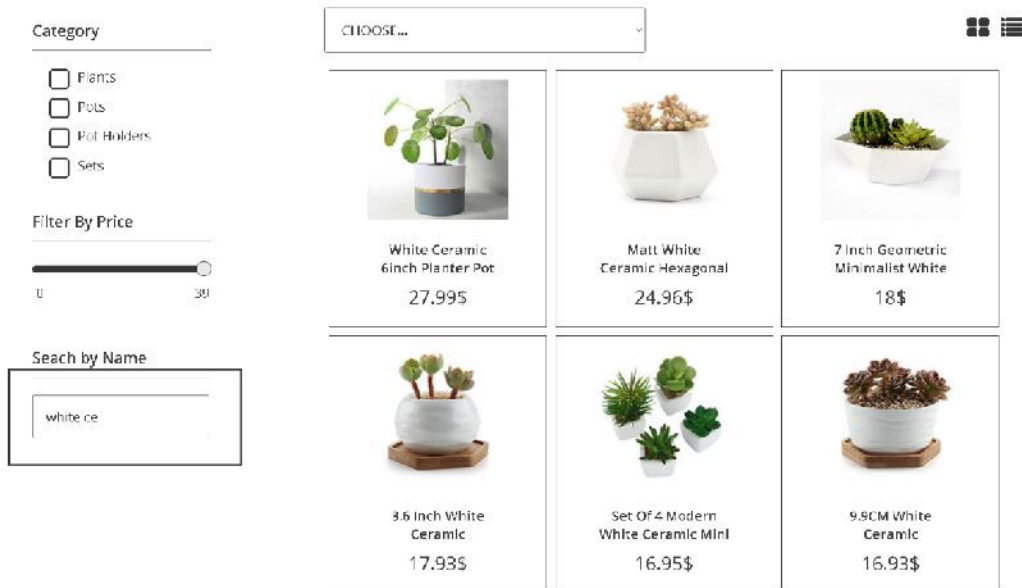 Category
Plants
Pots
Pot Holders
Sets
Filter By Price
0
39
Seach by Name
white ce
CHOOSE...
White Ceramic
6inch Planter Pot
27.99$
Matt White
Ceramic Hexagonal
24.96$
7 Inch Geometric
Minimalist White
18$
3.6 Inch White
Ceramic
17.93$
Set Of 4 Modern
White Ceramic Mini
16.95$
9.9CM White
Ceramic
16.93$